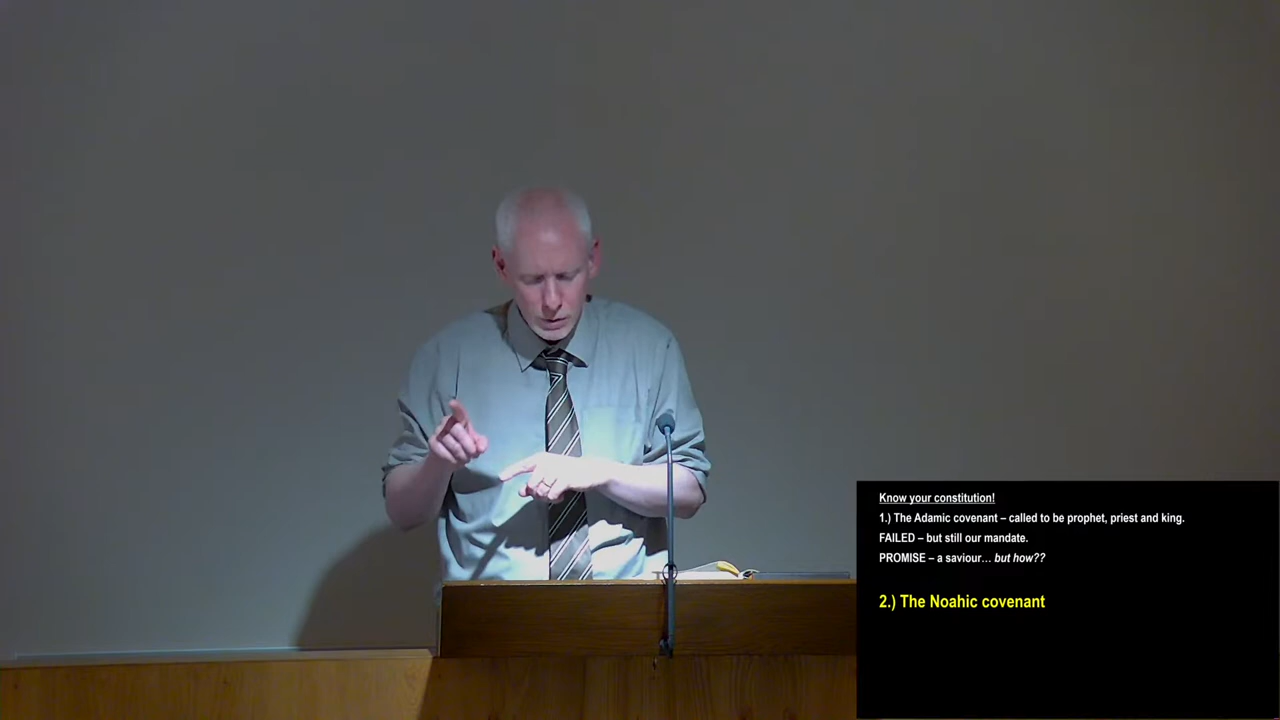 Know your constitution!
1.) The Adamic covenant – called to be prophet, priest and king.
FAILED – but still our mandate.
PROMISE – a saviour… but how??
2.) The Noahic covenant